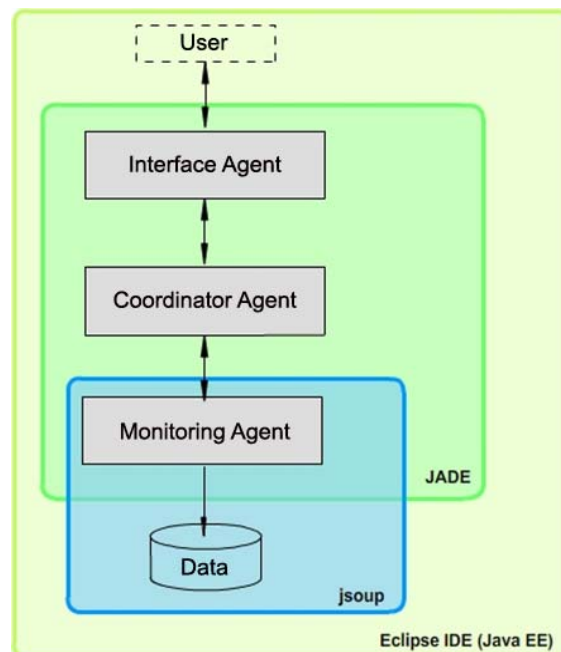 User
Interface Agent
Coordinator Agent
Monitoring Agent
JADE
Data
jsoup
Eclipse IDE (Java EE)